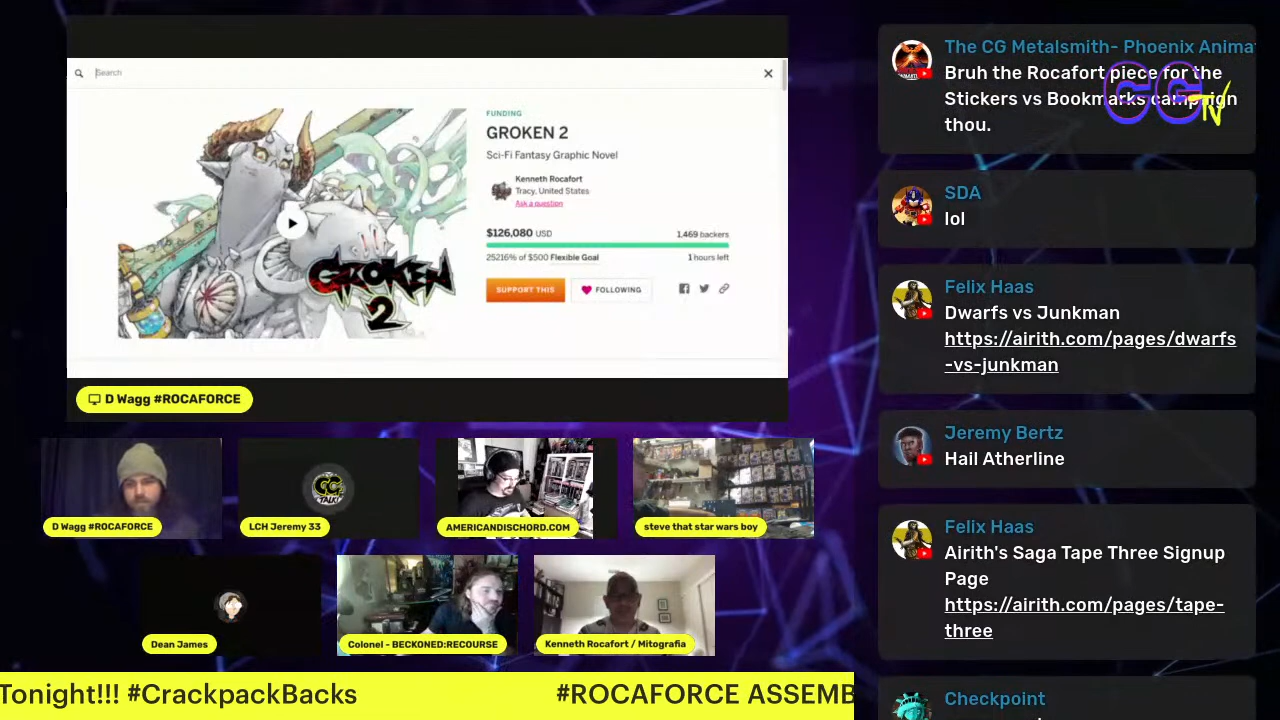 Search
FUNDING
GROKEN 2
Sci-Fi Fantasy Graphic Novel
Kenneth Rocafort
Tracy, United States
Ask a question
$126,080 USD
1,469 backers
25216% of $500 Flexible Goal
1 hours left
SUPPORT THIS
FOLLOWING
GROKEN
2
D Wagg #ROCAFORCE
D Wagg #ROCAFORCE
LCH Jeremy 33
AMERICANDISCHORD.COM
steve that star wars boy
CG
TALK!
Dean James
Colonel - BECKONED:RECOURSE
Kenneth Rocafort / Mitografia
Tonight!!! #CrackpackBacks
#ROCAFORCE ASSEMB
The CG Metalsmith- Phoenix Anima
Bruh the Rocafort piece for the
Stickers vs Bookmarks campaign
thou.
CG TV
SDA
lol
Felix Haas
Dwarfs vs Junkman
https://airith.com/pages/dwarfs
-vs-junkman
Jeremy Bertz
Hail Atherline
Felix Haas
Airith's Saga Tape Three Signup
Page
https://airith.com/pages/tape-
three
Checkpoint